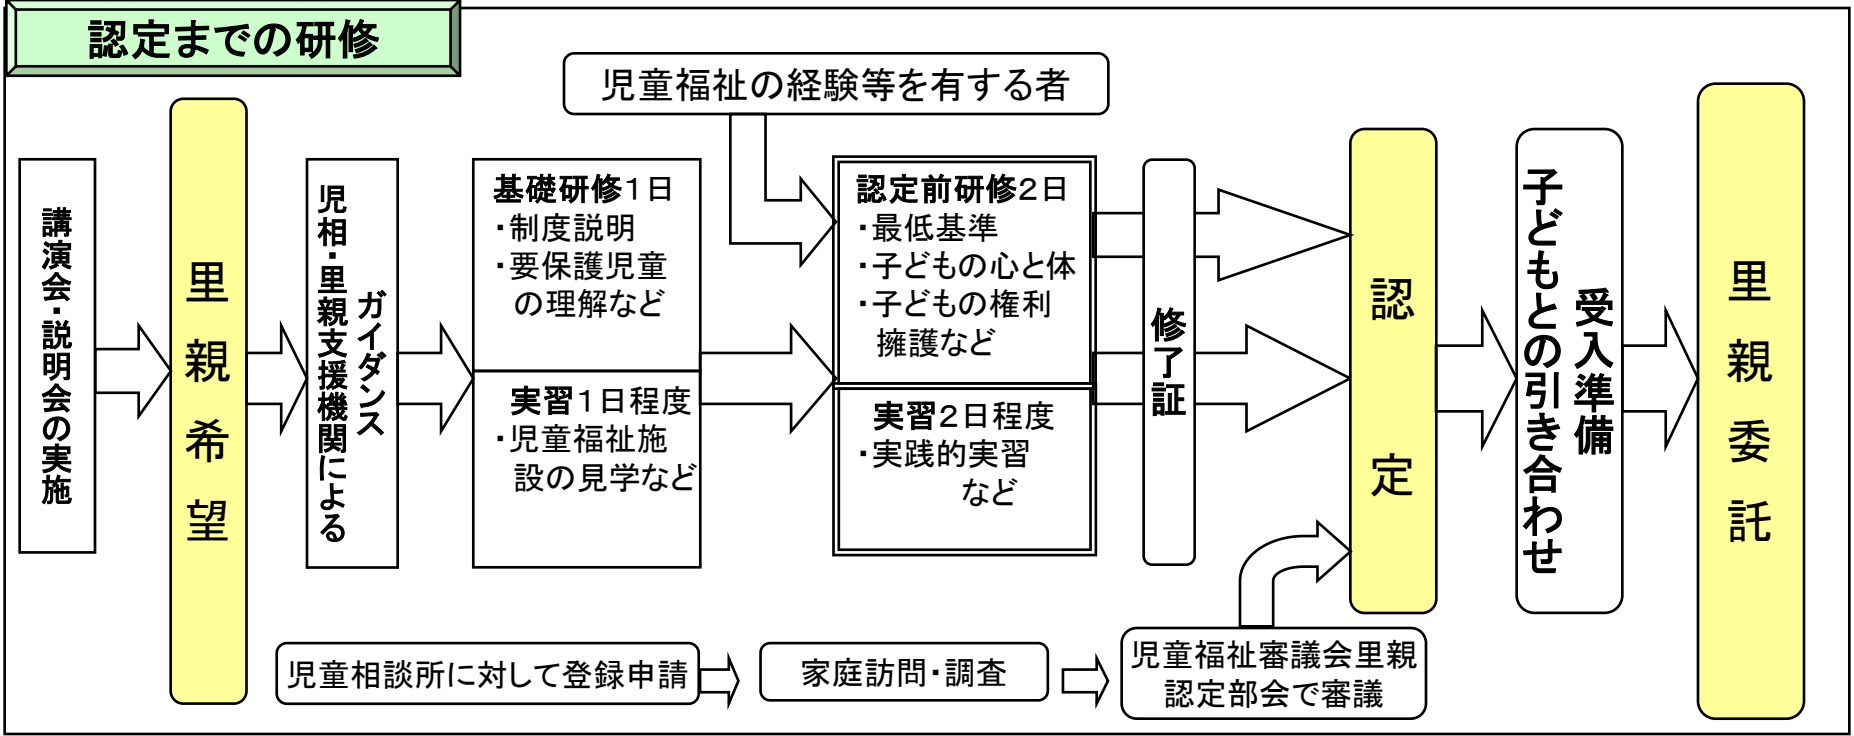 認定までの研修
児童福祉の経験等を有する者
講演会・説明会の実施
里親希望
児相・里親支援機関による
ガイダンス
基礎研修１日
・制度説明
・要保護児童
の理解など
実習１日程度
・児童福祉施
設の見学など
認定前研修２日
・最低基準
・子どもの心と体
・子どもの権利
擁護など
実習２日程度
・実践的実習
など
修了証
認定
受入準備
子どもとの引き合わせ
里親委託
児童相談所に対して登録申請
家庭訪問・調査
児童福祉審議会里親
認定部会で審議